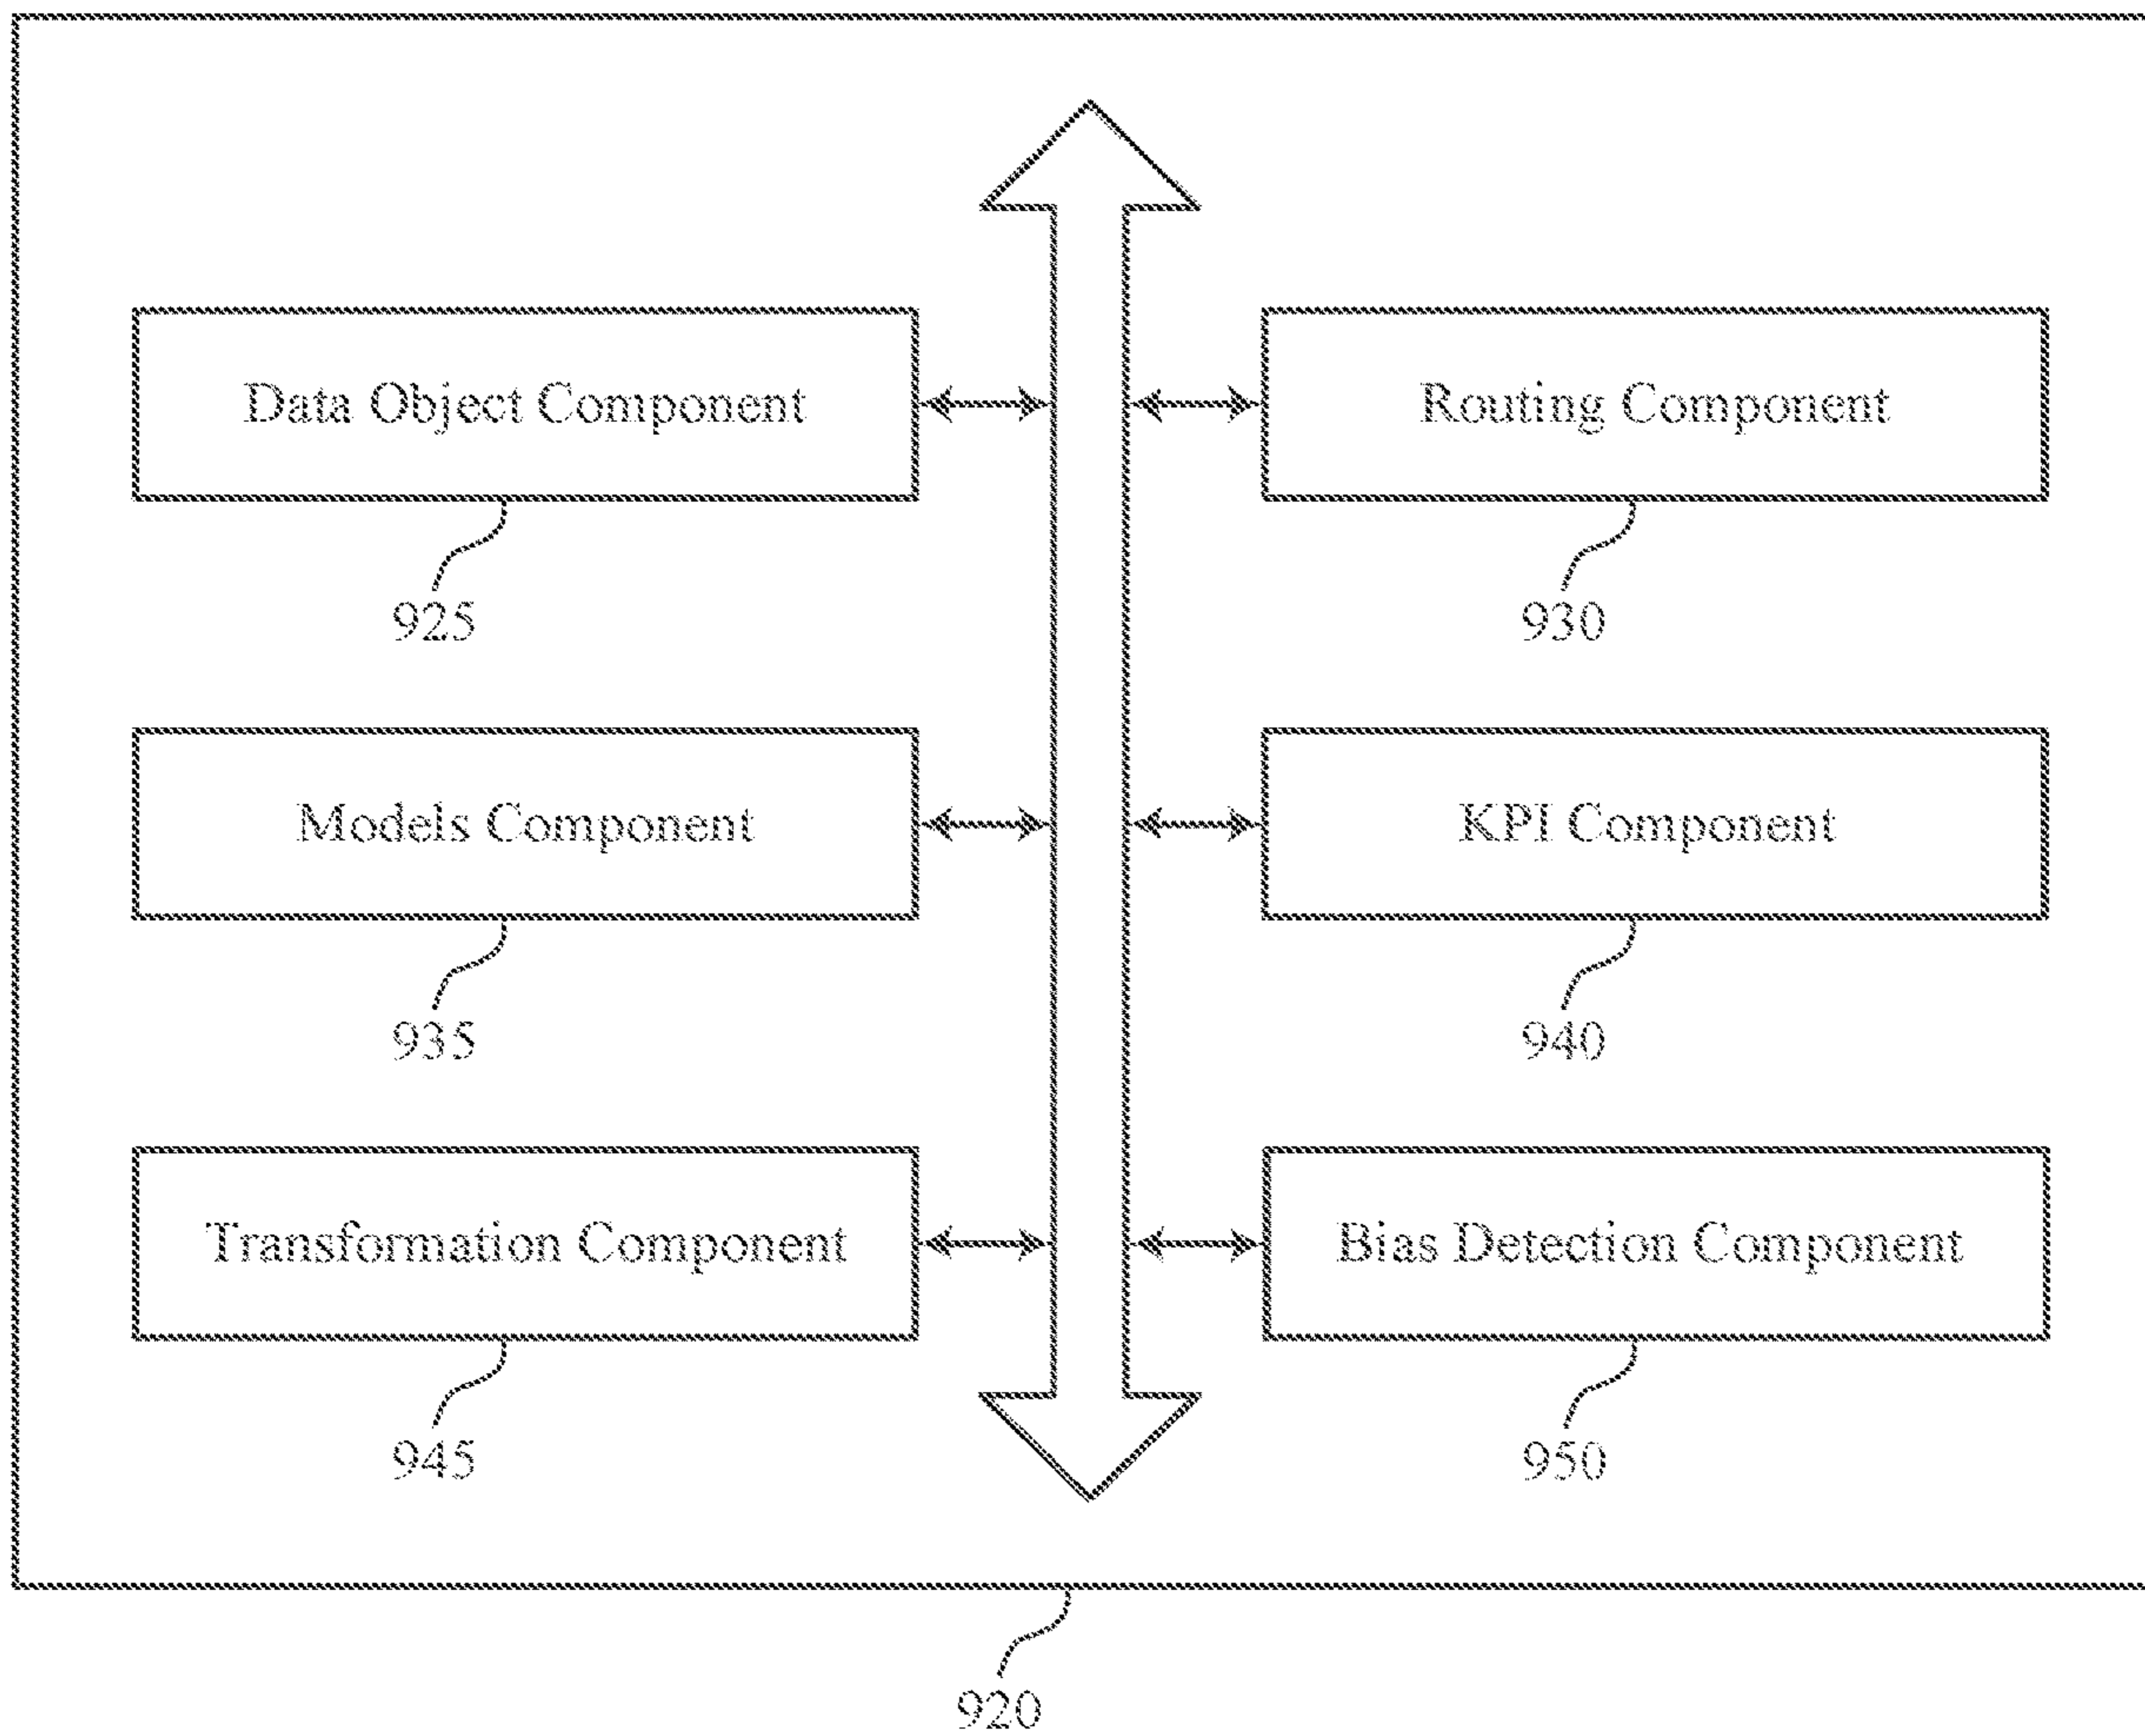 Data Object Component
Routing Component
925
930
Models Component
KPI Component
935
940
Transformation Component
Bias Detection Component
945
950
920